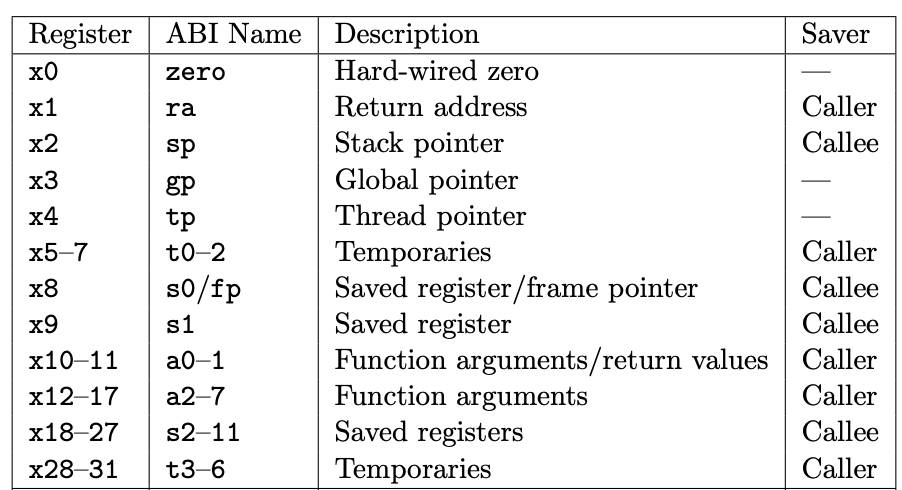 Register ABI Name Description Saver
x0 zero Hard-wired zero —
x1 ra Return address Caller
x2 sp Stack pointer Callee
x3 gp Global pointer —
x4 tp Thread pointer —
x5–7 t0–2 Temporaries Caller
x8 s0/fp Saved register/frame pointer Callee
x9 s1 Saved register Callee
x10–11 a0–1 Function arguments/return values Caller
x12–17 a2–7 Function arguments Caller
x18–27 s2–11 Saved registers Callee
x28–31 t3–6 Temporaries Caller